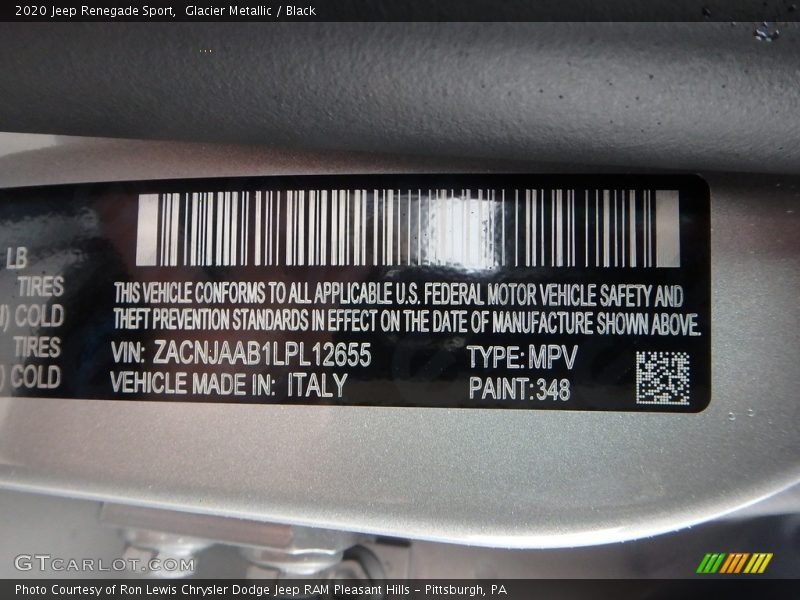 2020 Jeep Renegade Sport,  Glacier Metallic / Black
LB
TIRES
) COLD
TIRES
) COLD
THIS VEHICLE CONFORMS TO ALL APPLICABLE U.S. FEDERAL MOTOR VEHICLE SAFETY AND
THEFT PREVENTION STANDARDS IN EFFECT ON THE DATE OF MANUFACTURE SHOWN ABOVE.
VIN: ZACNJAAB1LPL12655
TYPE: MPV
VEHICLE MADE IN: ITALY
PAINT: 348
GTCARLOT.COM
Photo Courtesy of Ron Lewis Chrysler Dodge Jeep RAM Pleasant Hills - Pittsburgh, PA